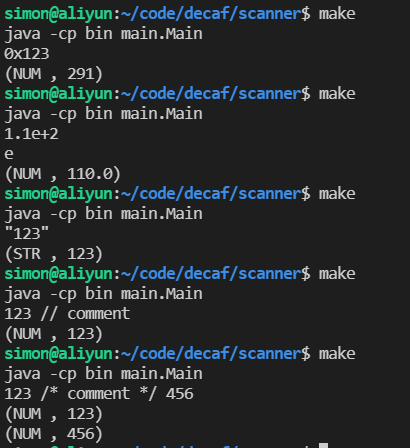 simon@aliyun:~/code/decaf/scanner$ make
java -cp bin main.Main
0x123
(NUM , 291)
simon@aliyun:~/code/decaf/scanner$ make
java -cp bin main.Main
1.1e+2
e
(NUM , 110.0)
simon@aliyun:~/code/decaf/scanner$ make
java -cp bin main.Main
"123"
(STR , 123)
simon@aliyun:~/code/decaf/scanner$ make
java -cp bin main.Main
123 // comment
(NUM , 123)
simon@aliyun:~/code/decaf/scanner$ make
java -cp bin main.Main
123 /* comment */ 456
(NUM , 123)
(NUM , 456)